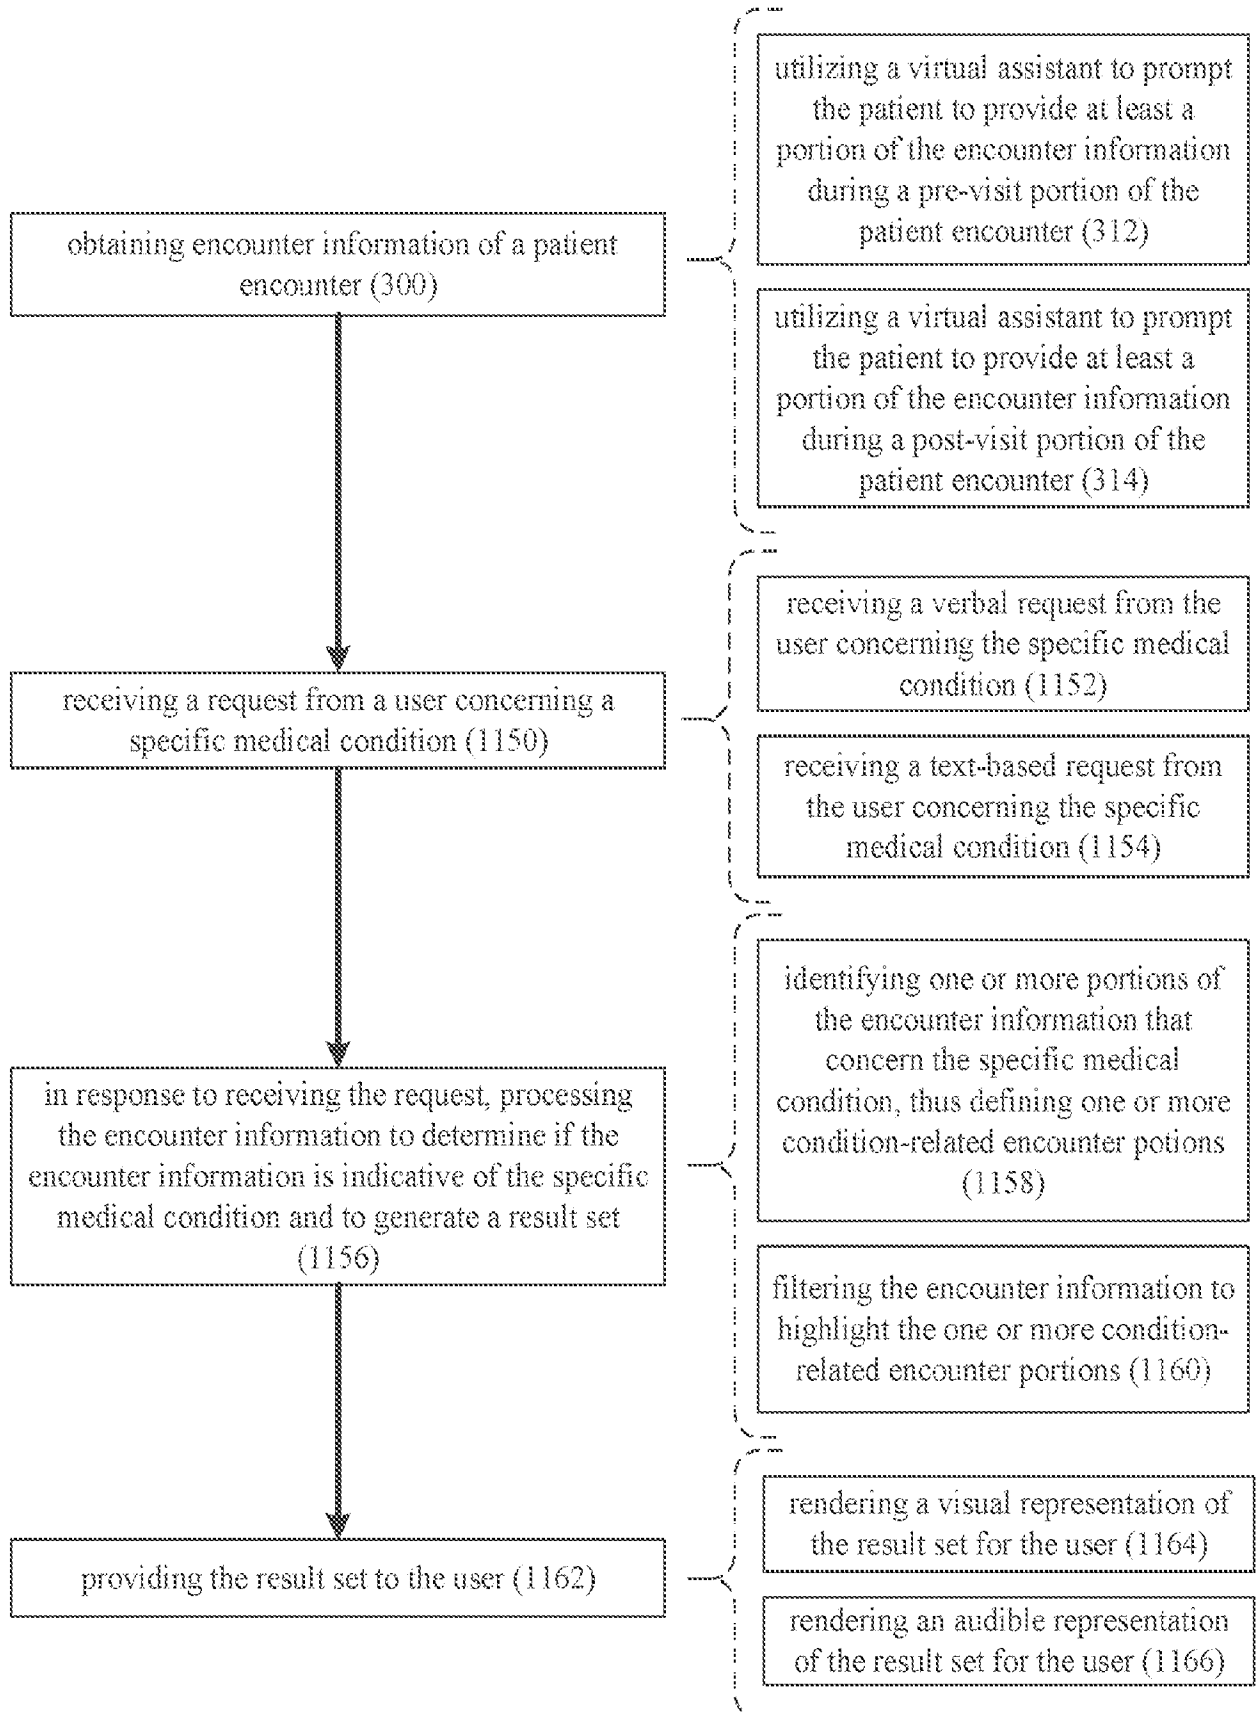 obtaining encounter information of a patient
encounter (300)
utilizing a virtual assistant to prompt
the patient to provide at least a
portion of the encounter information
during a pre-visit portion of the
patient encounter (312)
utilizing a virtual assistant to prompt
the patient to provide at least a
portion of the encounter information
during a post-visit portion of the
patient encounter (314)
receiving a request from a user concerning a
specific medical condition (1150)
receiving a verbal request from the
user concerning the specific medical
condition (1152)
receiving a text-based request from
the user concerning the specific
medical condition (1154)
in response to receiving the request, processing
the encounter information to determine if the
encounter information is indicative of the specific
medical condition and to generate a result set
(1156)
identifying one or more portions of
the encounter information that
concern the specific medical
condition, thus defining one or more
condition-related encounter potions
(1158)
filtering the encounter information to
highlight the one or more condition-
related encounter portions (1160)
providing the result set to the user (1162)
rendering a visual representation of
the result set for the user (1164)
rendering an audible representation
of the result set for the user (1166)